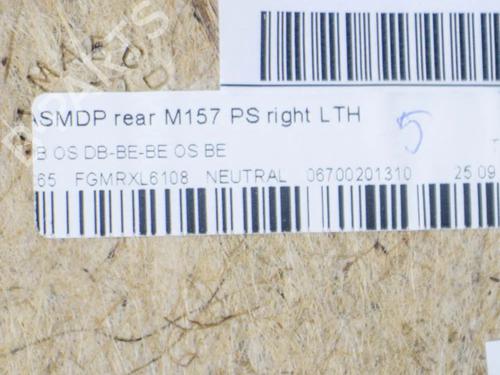 ASMDP rear M157 PS right LTH
B OS DB-BE-BE OS BE
65 FGMRXL6108 NEUTRAL 06700201310 25 09
5